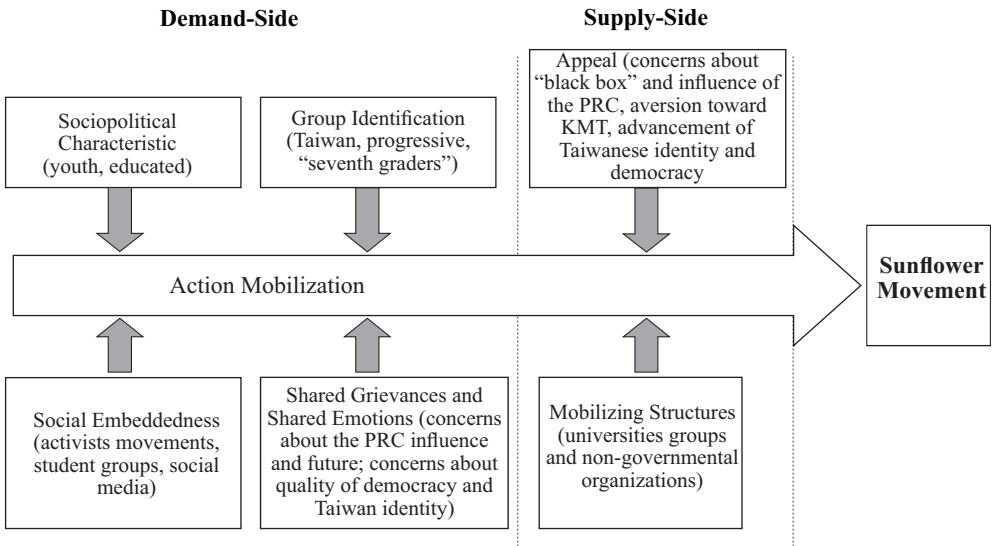 Demand-Side
Supply-Side
Sociopolitical
Characteristic
(youth, educated)
Group Identification
(Taiwan, progressive,
“seventh graders”)
Appeal (concerns about
“black box” and influence of
the PRC, aversion toward
KMT, advancement of
Taiwanese identity and
democracy
Action Mobilization
Sunflower
Movement
Social Embeddedness
(activists movements,
student groups, social
media)
Shared Grievances and
Shared Emotions (concerns
about the PRC influence
and future; concerns about
quality of democracy and
Taiwan identity)
Mobilizing Structures
(universities groups
and non-governmental
organizations)